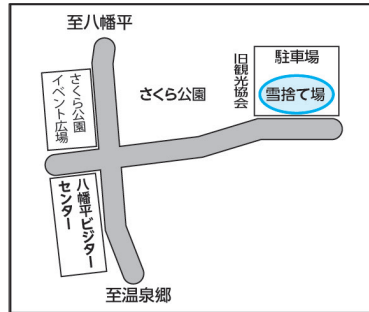 至八幡平
さくら公園
イベント広場
さくら公園
旧観光協会
駐車場
雪捨て場
八幡平ビジター
センター
至温泉郷